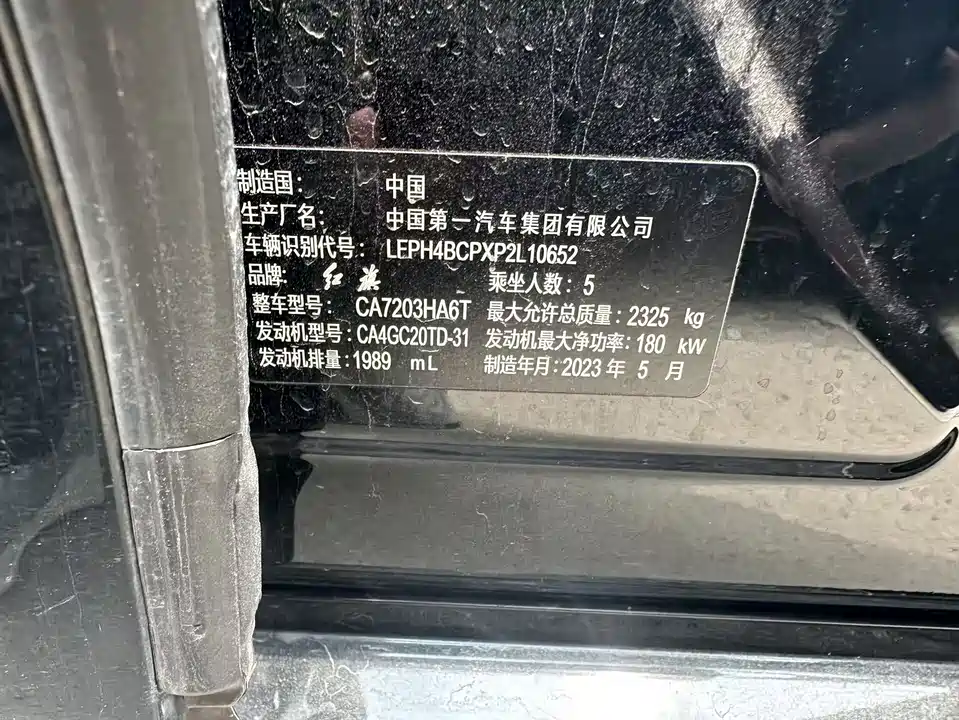 制造国： 中国
生产厂名： 中国第一汽车集团有限公司
车辆识别代号： LFPH4BCPXP2L10652
品牌： 红旗 乘坐人数：5
整车型号： CA7203HA6T 最大允许总质量：2325 kg
发动机型号：CA4GC20TD-31 发动机最大净功率：180 kW
发动机排量：1989 mL 制造年月：2023 年 5 月